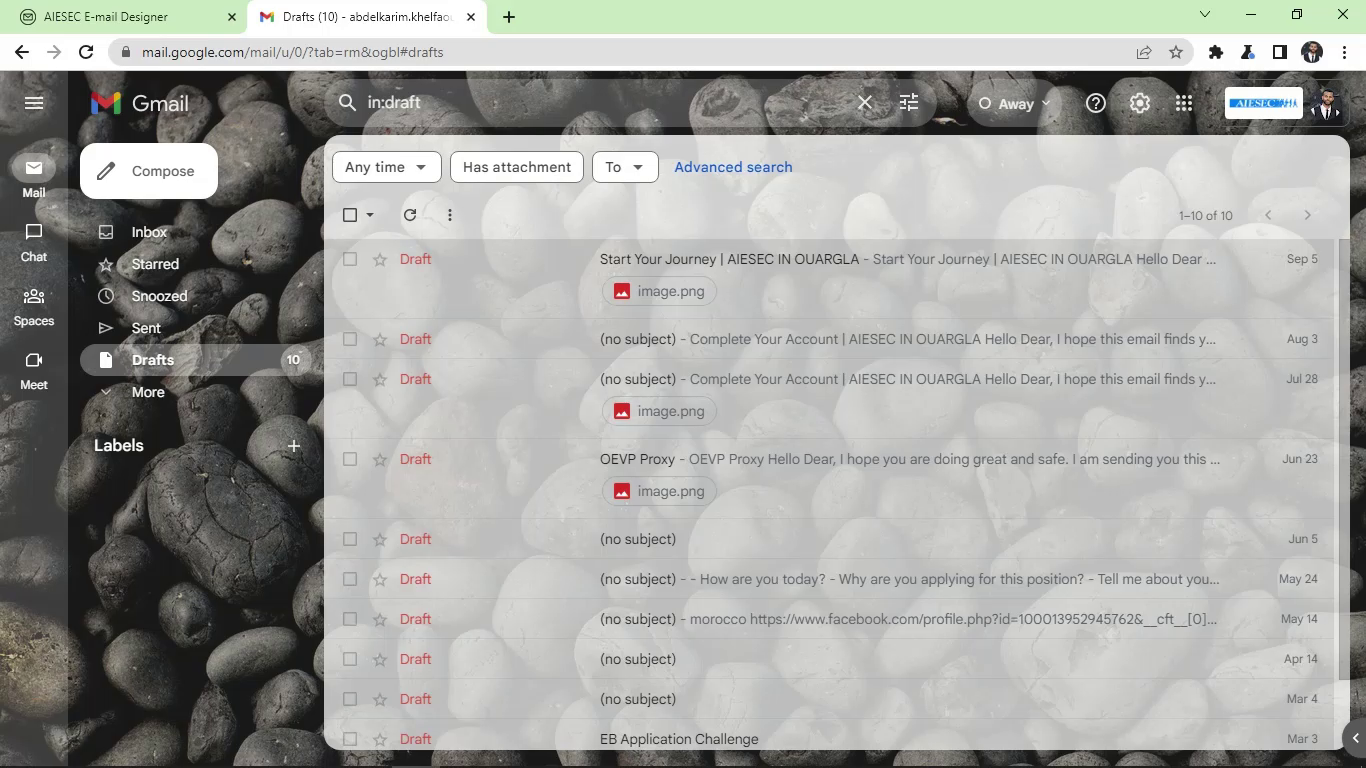 AIESEC E-mail Designer
Drafts (10) - abdelkarim.khelfaou
mail.google.com/mail/u/0/?tab=rm&ogbl#drafts
Gmail
in:draft
Away
AIESEC
Mail
Chat
Spaces
Meet
Compose
Inbox
Starred
Snoozed
Sent
Drafts 10
More
Labels
Any time
Has attachment
To
Advanced search
1–10 of 10
Draft Start Your Journey | AIESEC IN OUARGLA - Start Your Journey | AIESEC IN OUARGLA Hello Dear ... Sep 5
image.png
Draft (no subject) - Complete Your Account | AIESEC IN OUARGLA Hello Dear, I hope this email finds y... Aug 3
Draft (no subject) - Complete Your Account | AIESEC IN OUARGLA Hello Dear, I hope this email finds y... Jul 28
image.png
Draft OEVP Proxy - OEVP Proxy Hello Dear, I hope you are doing great and safe. I am sending you this ... Jun 23
image.png
Draft (no subject) Jun 5
Draft (no subject) - - How are you today? - Why are you applying for this position? - Tell me about you... May 24
Draft (no subject) - morocco https://www.facebook.com/profile.php?id=100013952945762&__cft__[0]... May 14
Draft (no subject) Apr 14
Draft (no subject) Mar 4
Draft EB Application Challenge Mar 3